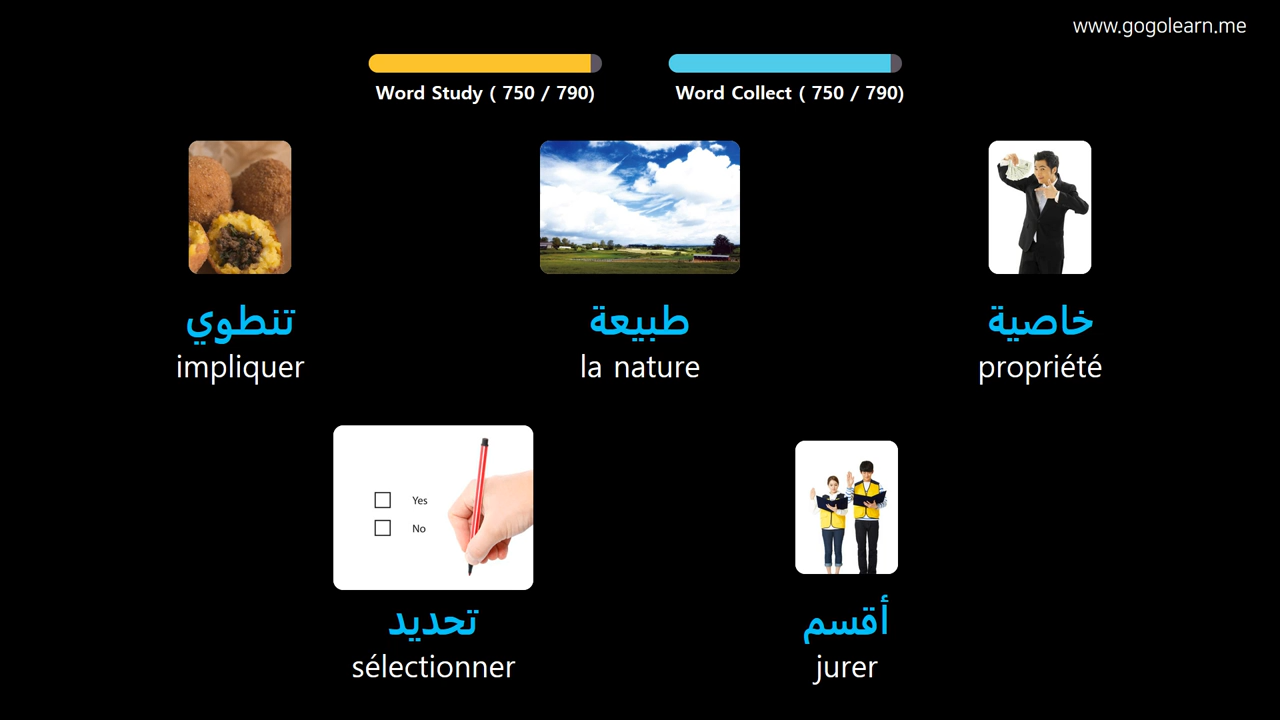 www.gogolearn.me
Word Study ( 750 / 790)
Word Collect ( 750 / 790)
تنطوي
impliquer
طبيعة
la nature
خاصية
propriété
Yes
No
تحديد
sélectionner
أقسم
jurer